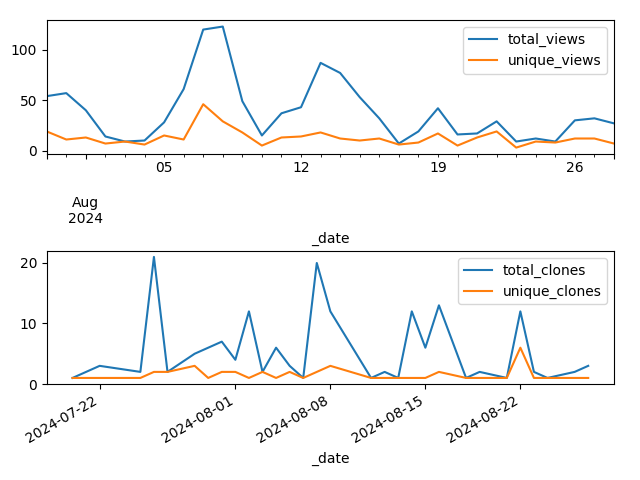 total_views
unique_views
100
50
0
05
12
19
26
Aug
2024
_date
total_clones
unique_clones
20
10
0
2024-07-22
2024-08-01
2024-08-08
2024-08-15
2024-08-22
_date